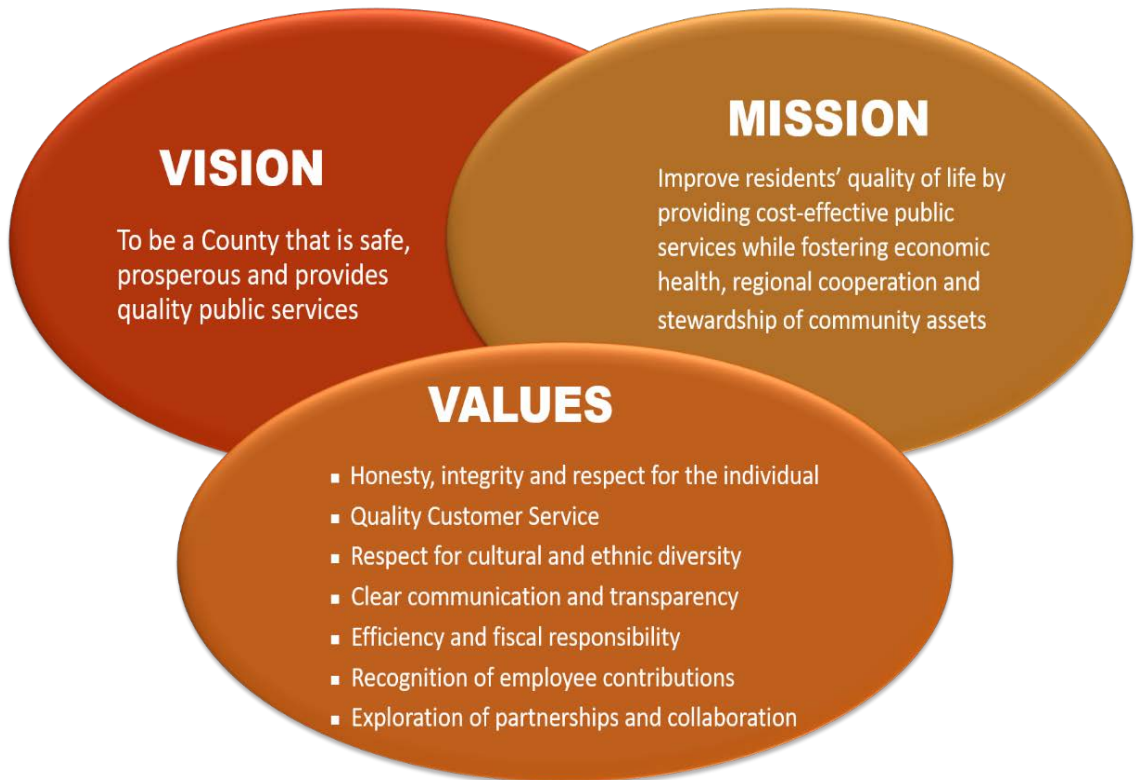 VISION
To be a County that is safe,
prosperous and provides
quality public services
MISSION
Improve residents’ quality of life by
providing cost-effective public
services while fostering economic
health, regional cooperation and
stewardship of community assets
VALUES
▪ Honesty, integrity and respect for the individual
▪ Quality Customer Service
▪ Respect for cultural and ethnic diversity
▪ Clear communication and transparency
▪ Efficiency and fiscal responsibility
▪ Recognition of employee contributions
▪ Exploration of partnerships and collaboration